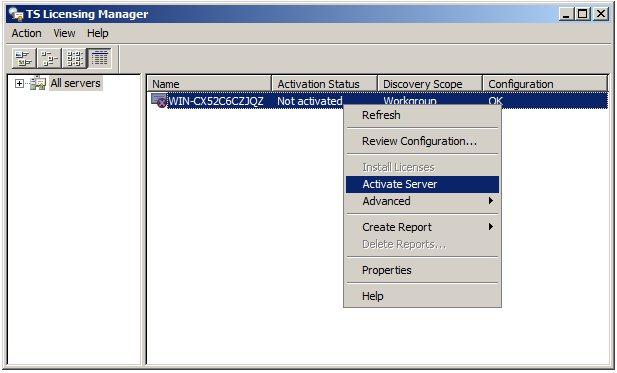 TS Licensing Manager
Action View Help
All servers
Name Activation Status Discovery Scope Configuration
WIN-CX52C6CZJQZ Not activated Workgroup OK
Refresh
Review Configuration...
Install Licenses
Activate Server
Advanced
Create Report
Delete Reports...
Properties
Help